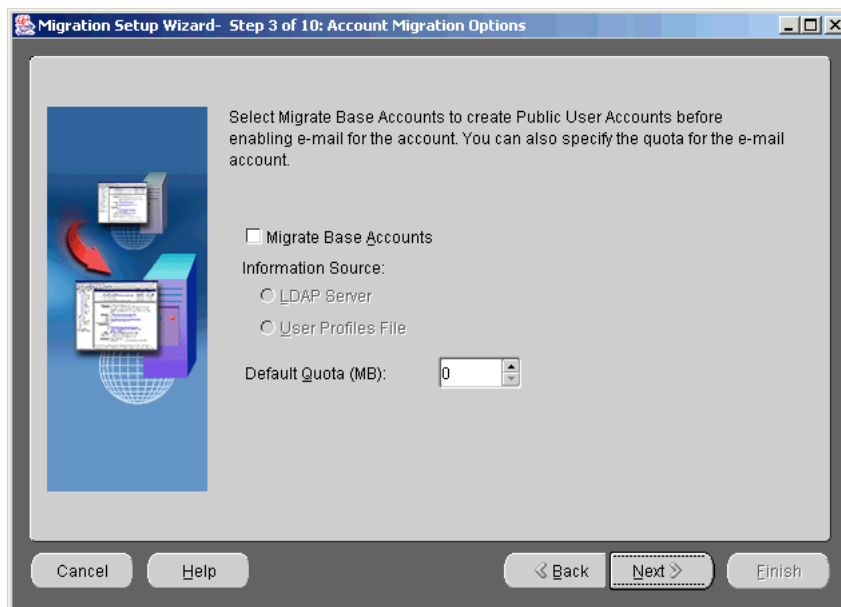 Migration Setup Wizard- Step 3 of 10: Account Migration Options
Select Migrate Base Accounts to create Public User Accounts before
enabling e-mail for the account. You can also specify the quota for the e-mail
account.
Migrate Base Accounts
Information Source:
LDAP Server
User Profiles File
Default Quota (MB):
0
Cancel
Help
Back
Next
Finish